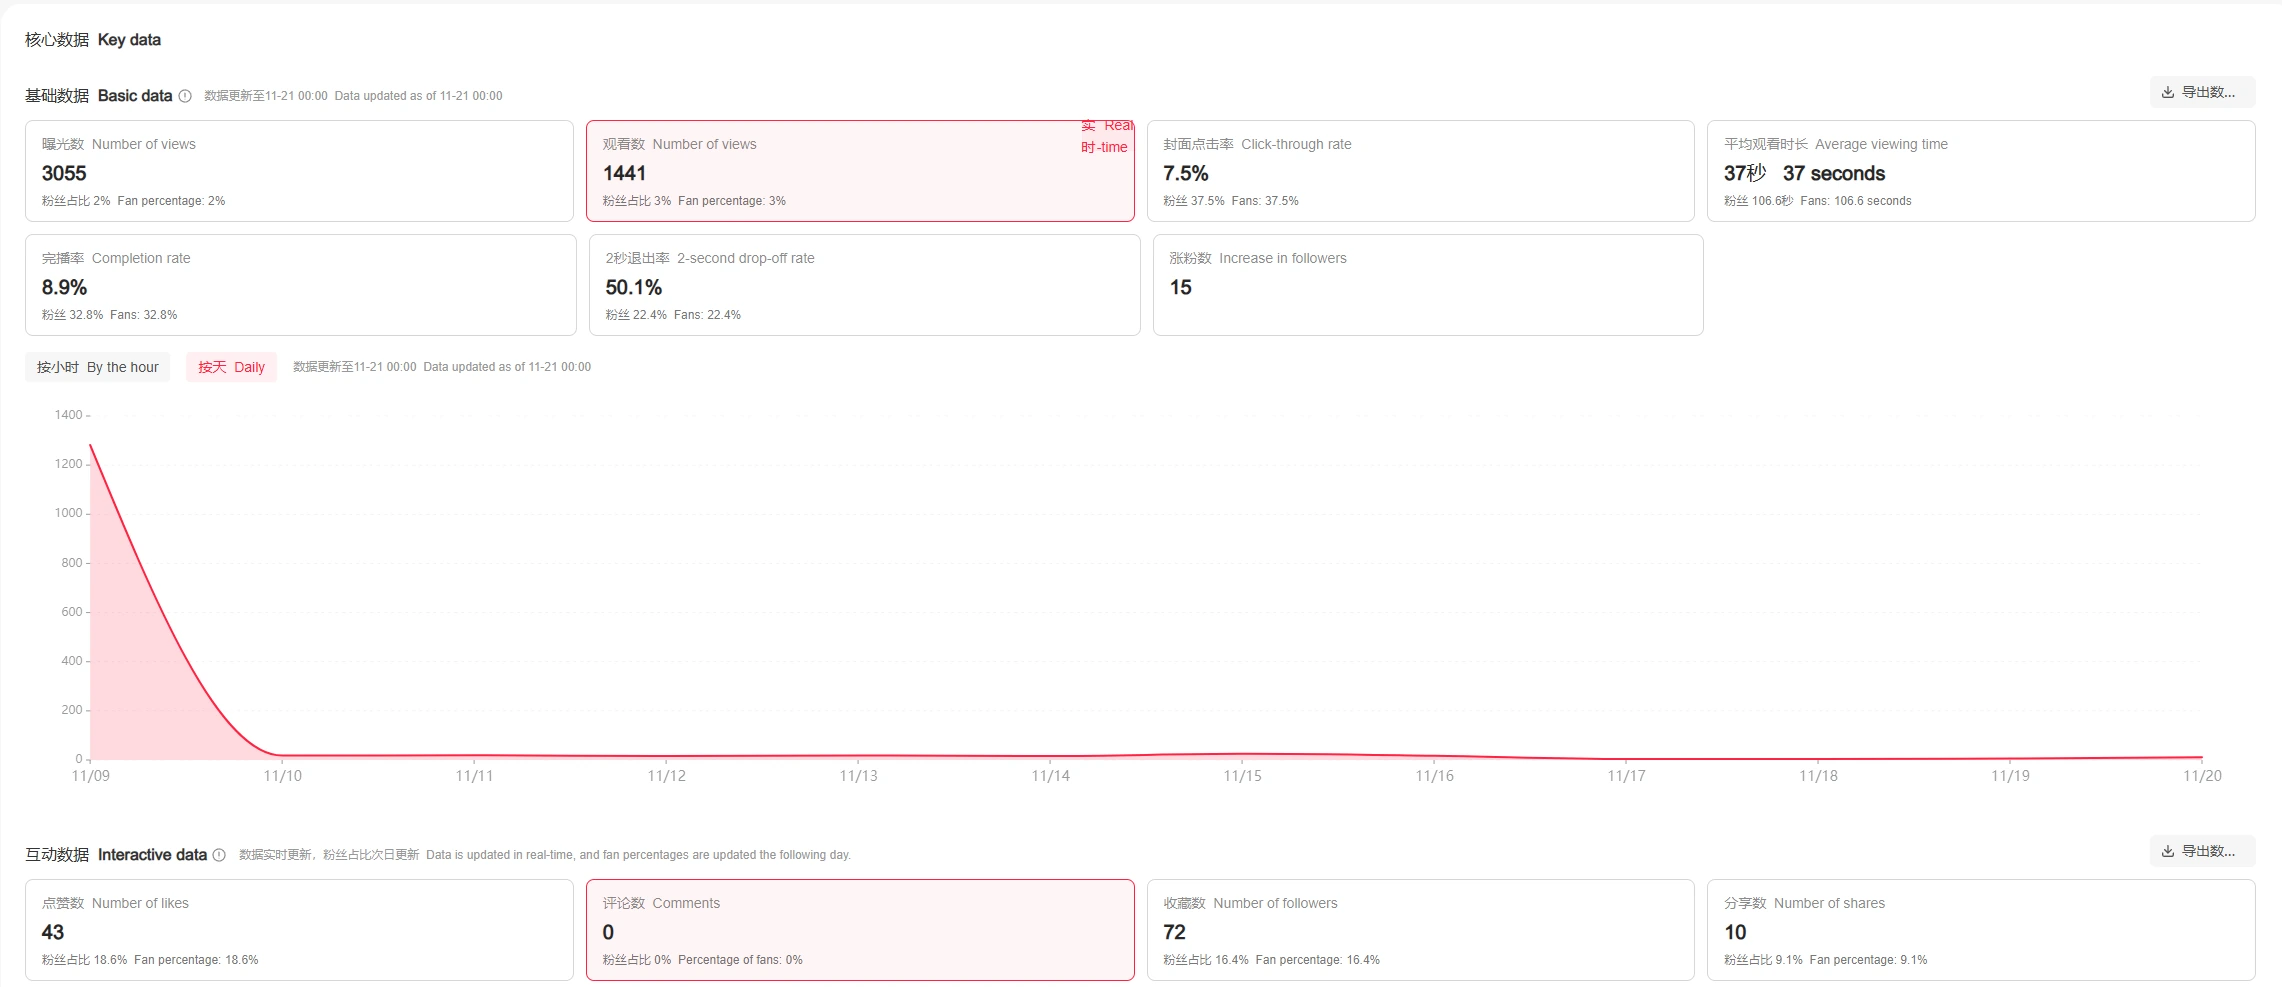 核心数据 Key data
基础数据 Basic data 数据更新至11-21 00:00 Data updated as of 11-21 00:00
导出数...
曝光数 Number of views
3055
粉丝占比 2% Fan percentage: 2%
观看数 Number of views
实 Real
时-time
1441
粉丝占比 3% Fan percentage: 3%
封面点击率 Click-through rate
7.5%
粉丝 37.5% Fans: 37.5%
平均观看时长 Average viewing time
37秒 37 seconds
粉丝 106.6秒 Fans: 106.6 seconds
完播率 Completion rate
8.9%
粉丝 32.8% Fans: 32.8%
2秒退出率 2-second drop-off rate
50.1%
粉丝 22.4% Fans: 22.4%
涨粉数 Increase in followers
15
按小时 By the hour
按天 Daily
数据更新至11-21 00:00 Data updated as of 11-21 00:00
1400
1200
1000
800
600
400
200
0
11/09 11/10 11/11 11/12 11/13 11/14 11/15 11/16 11/17 11/18 11/19 11/20
互动数据 Interactive data 数据实时更新，粉丝占比次日更新 Data is updated in real-time, and fan percentages are updated the following day.
导出数...
点赞数 Number of likes
43
粉丝占比 18.6% Fan percentage: 18.6%
评论数 Comments
0
粉丝占比 0% Percentage of fans: 0%
收藏数 Number of followers
72
粉丝占比 16.4% Fan percentage: 16.4%
分享数 Number of shares
10
粉丝占比 9.1% Fan percentage: 9.1%